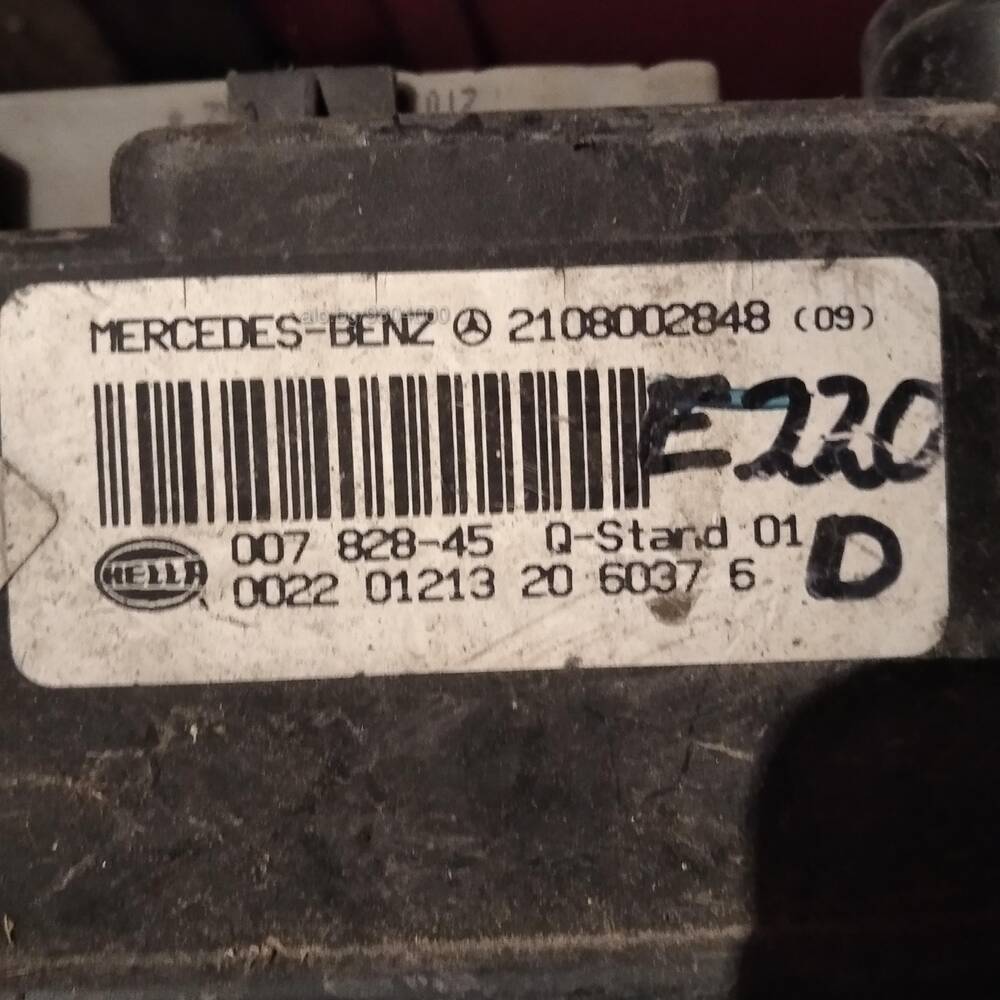 MERCEDES-BENZ 2108002848 (09)
E220
HELLA
007 828-45 Q-Stand 01
0022 01213 20 6037 6
D